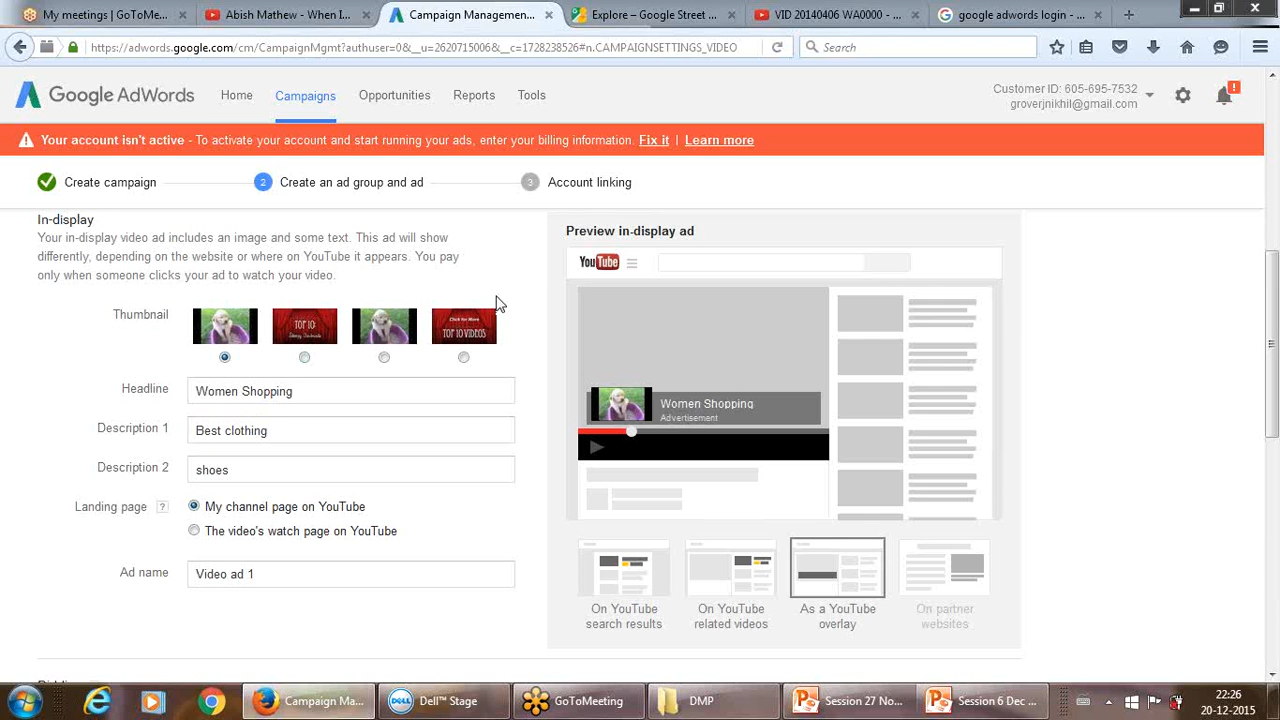 My meetings | GoToMee...
Abish Mathew - When I...
Campaign Management...
Explore – Google Street ...
VID 20140406 WA0000 - ...
google adwords login - ...
https://adwords.google.com/cm/CampaignMgmt?authuser=0&__u=2620715006&__c=1728238526#n.CAMPAIGNSETTINGS_VIDEO
Search
Google AdWords
Home
Campaigns
Opportunities
Reports
Tools
Customer ID: 605-695-7532
groverjnikhil@gmail.com
Your account isn't active - To activate your account and start running your ads, enter your billing information. Fix it | Learn more
Create campaign
2 Create an ad group and ad
3 Account linking
In-display
Your in-display video ad includes an image and some text. This ad will show
differently, depending on the website or where on YouTube it appears. You pay
only when someone clicks your ad to watch your video.
Thumbnail
TOP 10:
Click for More
TOP 10 VIDEOS
Headline
Women Shopping
Description 1
Best clothing
Description 2
shoes
Landing page ?
My channel page on YouTube
The video's watch page on YouTube
Ad name
Video ad 1
Preview in-display ad
YouTube
Women Shopping
Advertisement
On YouTube
search results
On YouTube
related videos
As a YouTube
overlay
On partner
websites
Campaign Ma...
Dell™ Stage
GoToMeeting
DMP
Session 27 No...
Session 6 Dec ...
22:26
20-12-2015